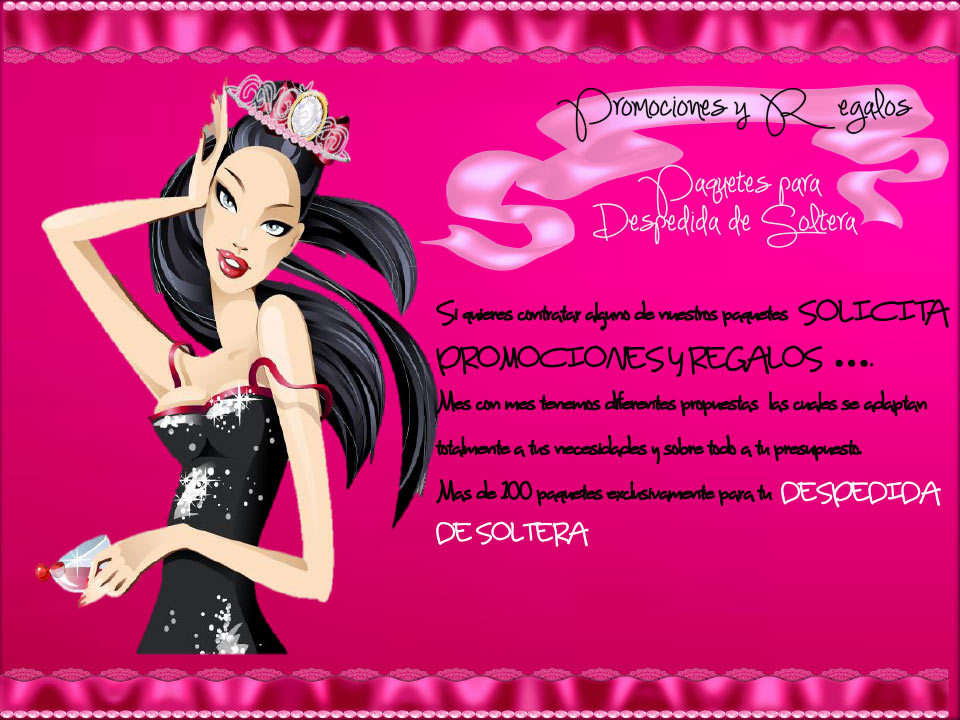 Promociones y Regalos
Paquetes para
Despedida de Soltera
Si quieres contratar alguno de nuestros paquetes SOLICITA
PROMOCIONES Y REGALOS ….
Mes con mes tenemos diferentes propuestas las cuales se adaptan
totalmente a tus necesidades y sobre todo a tu presupuesto.
Mas de 200 paquetes exclusivamente para tu DESPEDIDA
DE SOLTERA